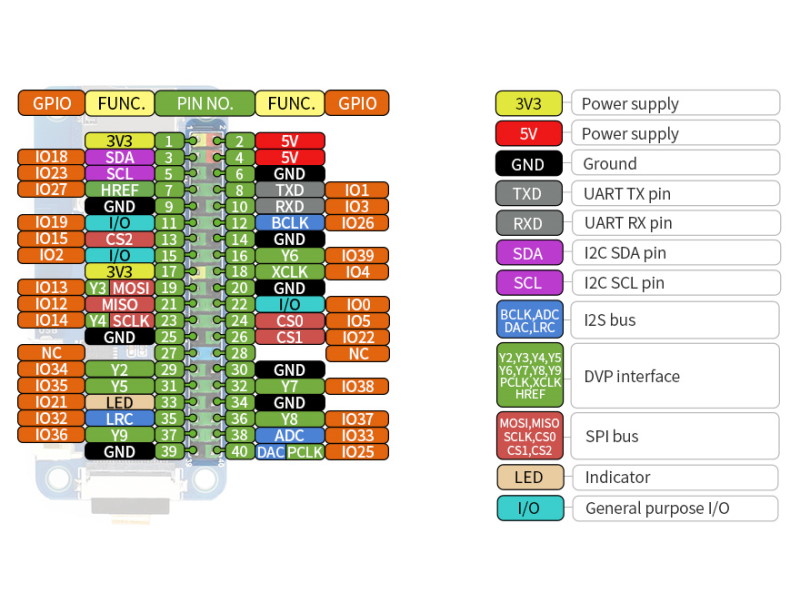 GPIO FUNC. PIN NO. FUNC. GPIO
3V3 1 2 5V
IO18 SDA 3 4 5V
IO23 SCL 5 6 GND
IO27 HREF 7 8 TXD IO1
GND 9 10 RXD IO3
IO19 I/O 11 12 BCLK IO26
IO15 CS2 13 14 GND
IO2 I/O 15 16 Y6 IO39
3V3 17 18 XCLK IO4
IO13 Y3 MOSI 19 20 GND
IO12 MISO 21 22 I/O IO0
IO14 Y4 SCLK 23 24 CS0 IO5
GND 25 26 CS1 IO22
NC 27 28 NC
IO34 Y2 29 30 GND
IO35 Y5 31 32 Y7 IO38
IO21 LED 33 34 GND
IO32 LRC 35 36 Y8 IO37
IO36 Y9 37 38 ADC IO33
GND 39 40 DAC PCLK IO25
3V3 Power supply
5V Power supply
GND Ground
TXD UART TX pin
RXD UART RX pin
SDA I2C SDA pin
SCL I2C SCL pin
BCLK,ADC
DAC,LRC
I2S bus
Y2,Y3,Y4,Y5
Y6,Y7,Y8,Y9
PCLK,XCLK
HREF
DVP interface
MOSI,MISO
SCLK,CS0
CS1,CS2
SPI bus
LED Indicator
I/O General purpose I/O